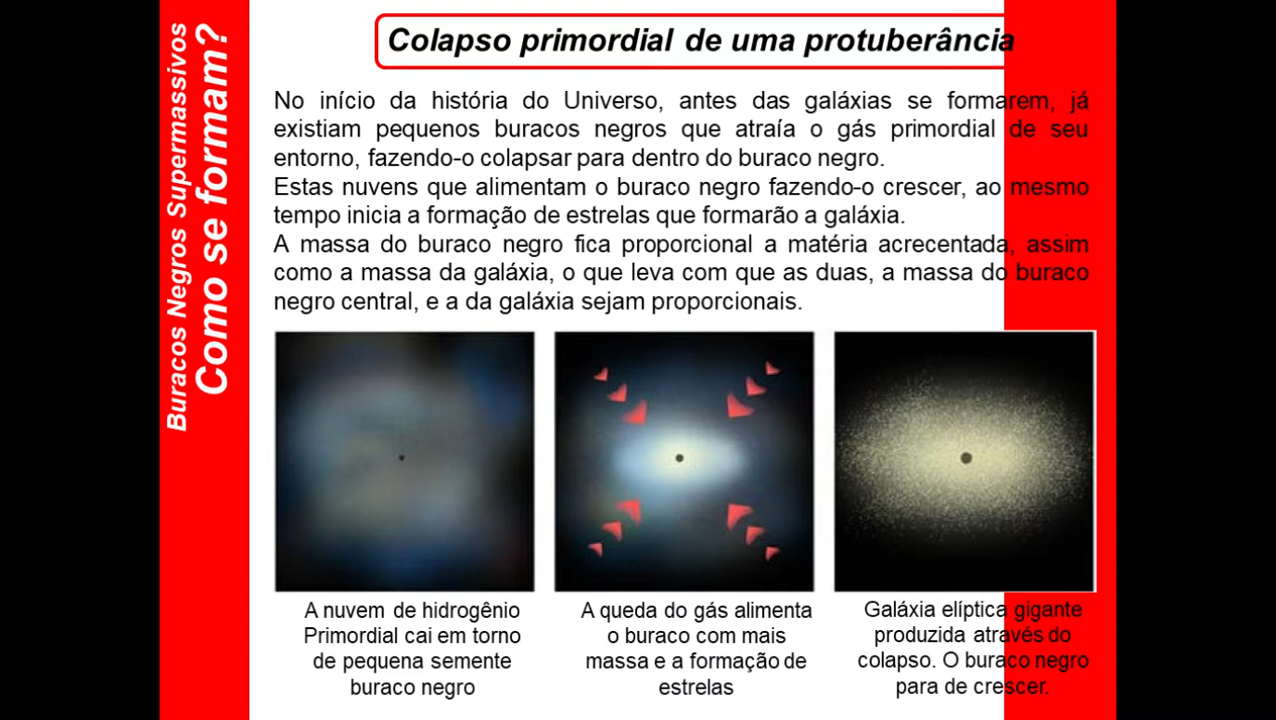 Buracos Negros Supermassivos
Como se formam?
Colapso primordial de uma protuberância
No início da história do Universo, antes das galáxias se formarem, já
existiam pequenos buracos negros que atraía o gás primordial de seu
entorno, fazendo-o colapsar para dentro do buraco negro.
Estas nuvens que alimentam o buraco negro fazendo-o crescer, ao mesmo
tempo inicia a formação de estrelas que formarão a galáxia.
A massa do buraco negro fica proporcional a matéria acrecentada, assim
como a massa da galáxia, o que leva com que as duas, a massa do buraco
negro central, e a da galáxia sejam proporcionais.
A nuvem de hidrogênio
Primordial cai em torno
de pequena semente
buraco negro
A queda do gás alimenta
o buraco com mais
massa e a formação de
estrelas
Galáxia elíptica gigante
produzida através do
colapso. O buraco negro
para de crescer.